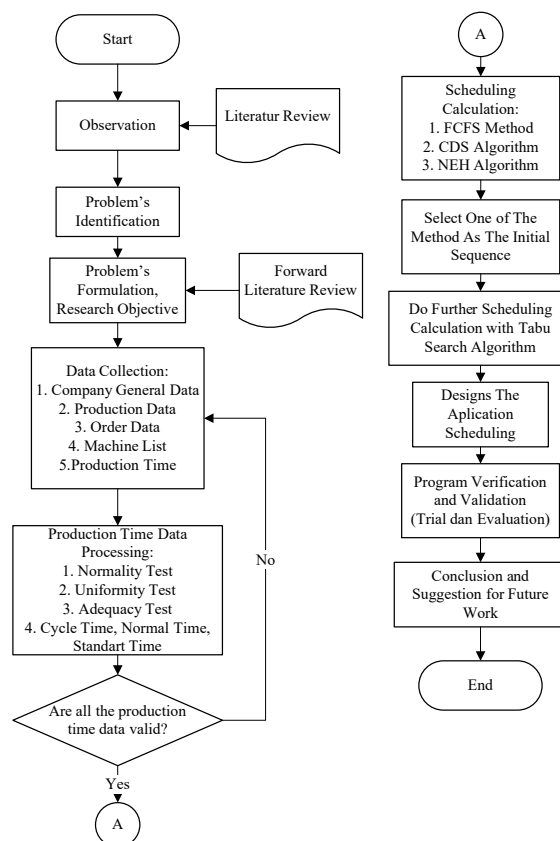 Start
Observation
Literatur Review
Problem's
Identification
Problem's
Formulation,
Research Objective
Forward
Literature Review
Data Collection:
1. Company General Data
2. Production Data
3. Order Data
4. Machine List
5.Production Time
Production Time Data
Processing:
1. Normality Test
2. Uniformity Test
3. Adequacy Test
4. Cycle Time, Normal Time,
Standart Time
No
Are all the production
time data valid?
Yes
A
A
Scheduling
Calculation:
1. FCFS Method
2. CDS Algorithm
3. NEH Algorithm
Select One of The
Method As The Initial
Sequence
Do Further Scheduling
Calculation with Tabu
Search Algorithm
Designs The
Aplication
Scheduling
Program Verification
and Validation
(Trial dan Evaluation)
Conclusion and
Suggestion for Future
Work
End